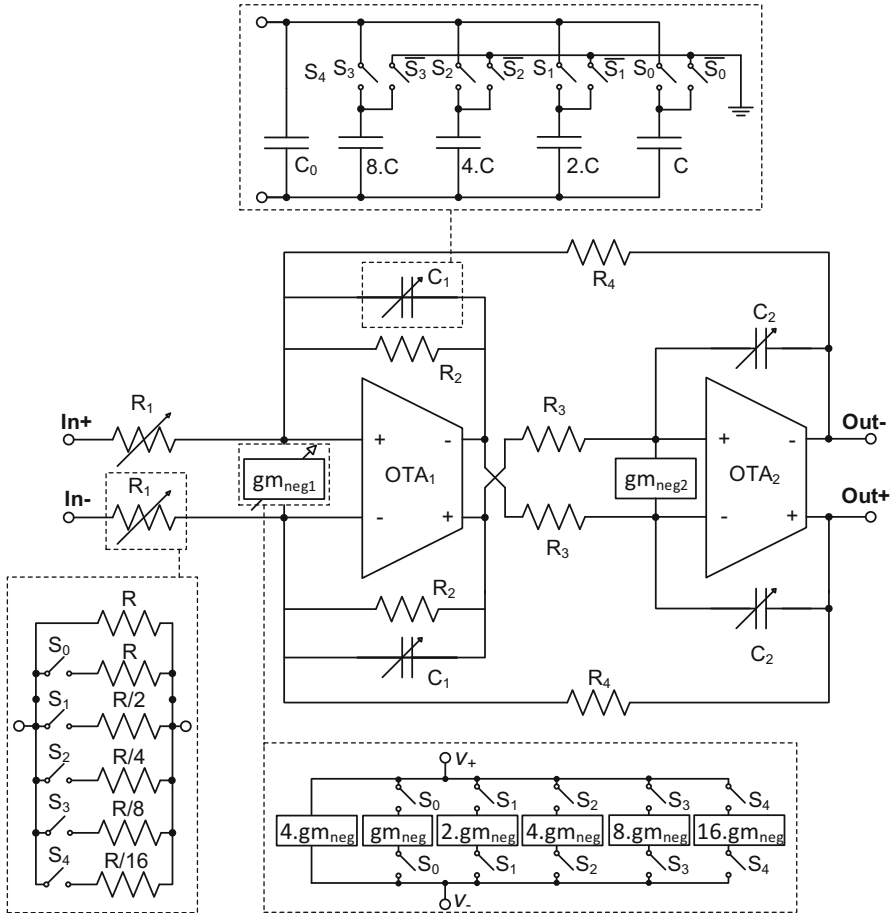 S₄ S₃ S̅₃ S₂ S̅₂ S₁ S̅₁ S₀ S̅₀
C₀ 8.C 4.C 2.C C
R₄
C₁
C₂
R₂
R₁
In+
R₃
Out-
+ -
+ -
gmneg1
OTA₁
gmneg2
OTA₂
In-
R₁
Out+
- +
- +
R₃
R₂
C₁
C₂
R₄
R
S₀
R
S₁
R/2
S₂
R/4
S₃
R/8
S₄
R/16
V₊
S₀ S₁ S₂ S₃ S₄
4.gmneg gmneg 2.gmneg 4.gmneg 8.gmneg 16.gmneg
S₀ S₁ S₂ S₃ S₄
V₋